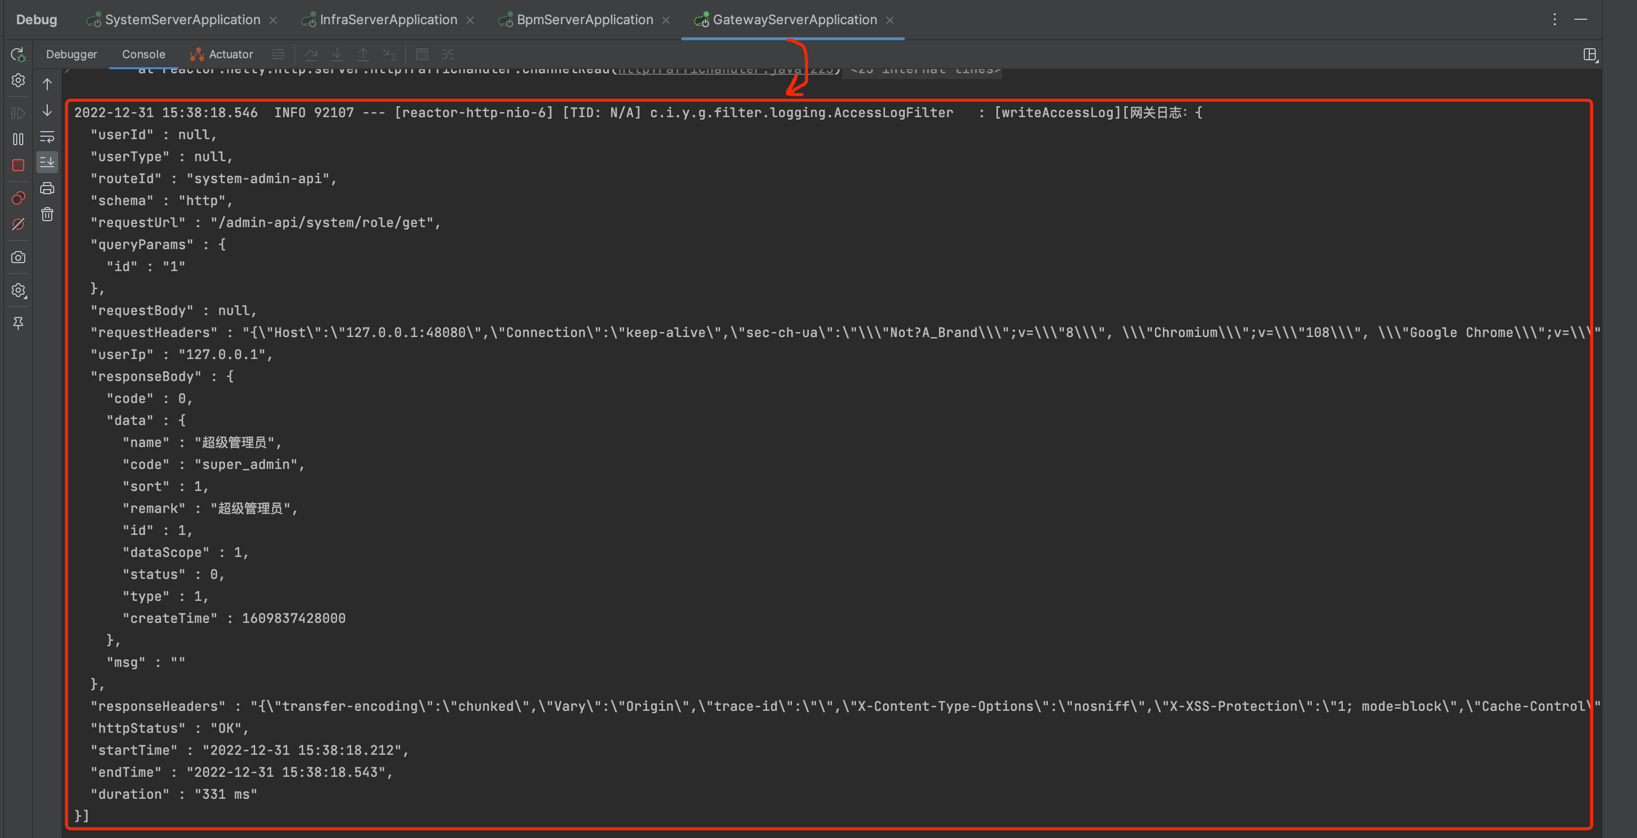 Debug SystemServerApplication InfraServerApplication BpmServerApplication GatewayServerApplication
Debugger Console Actuator
at reactor.netty.http.server.HttpTrafficHandler.channelRead(HttpTrafficHandler.java:223) <25 internal lines>
2022-12-31 15:38:18.546  INFO 92107 --- [reactor-http-nio-6] [TID: N/A] c.i.y.g.filter.logging.AccessLogFilter   : [writeAccessLog][网关日志: {
"userId" : null,
"userType" : null,
"routeId" : "system-admin-api",
"schema" : "http",
"requestUrl" : "/admin-api/system/role/get",
"queryParams" : {
"id" : "1"
},
"requestBody" : null,
"requestHeaders" : "{\"Host\":\"127.0.0.1:48080\",\"Connection\":\"keep-alive\",\"sec-ch-ua\":\"\\\"Not?A_Brand\\\";v=\\\"8\\\", \\\"Chromium\\\";v=\\\"108\\\", \\\"Google Chrome\\\";v=\\\"
"userIp" : "127.0.0.1",
"responseBody" : {
"code" : 0,
"data" : {
"name" : "超级管理员",
"code" : "super_admin",
"sort" : 1,
"remark" : "超级管理员",
"id" : 1,
"dataScope" : 1,
"status" : 0,
"type" : 1,
"createTime" : 1609837428000
},
"msg" : ""
},
"responseHeaders" : "{\"transfer-encoding\":\"chunked\",\"Vary\":\"Origin\",\"trace-id\":\"\",\"X-Content-Type-Options\":\"nosniff\",\"X-XSS-Protection\":\"1; mode=block\",\"Cache-Control\"
"httpStatus" : "OK",
"startTime" : "2022-12-31 15:38:18.212",
"endTime" : "2022-12-31 15:38:18.543",
"duration" : "331 ms"
}]